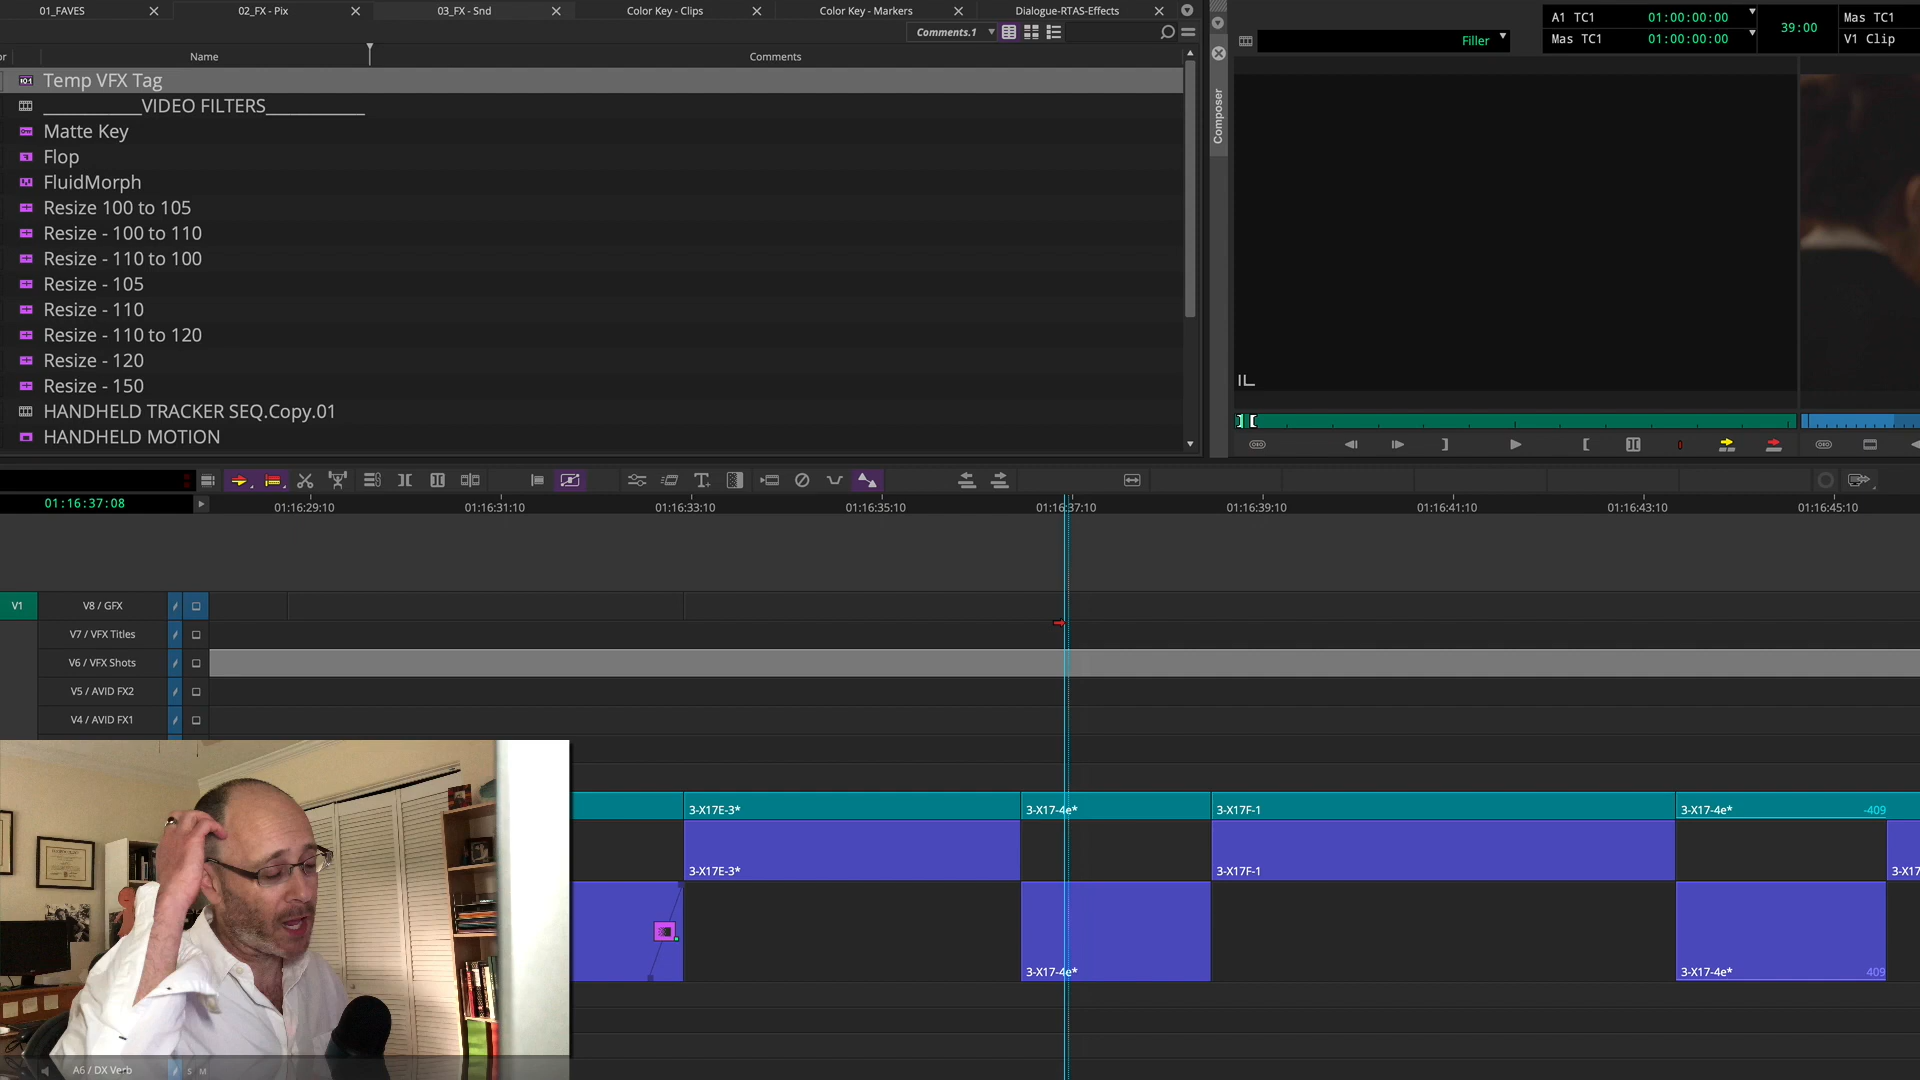 01_FAVES
02_FX - Pix
03_FX - Snd
Color Key - Clips
Color Key - Markers
Dialogue-RTAS-Effects
Comments.1
or
Name
Comments
Temp VFX Tag
___________VIDEO FILTERS___________
Matte Key
Flop
FluidMorph
Resize 100 to 105
Resize - 100 to 110
Resize - 110 to 100
Resize - 105
Resize - 110
Resize - 110 to 120
Resize - 120
Resize - 150
HANDHELD TRACKER SEQ.Copy.01
HANDHELD MOTION
Composer
Filler
A1 TC1 01:00:00:00
Mas TC1 01:00:00:00
39:00
Mas TC1
V1 Clip
01:16:37:08
01:16:29:10
01:16:31:10
01:16:33:10
01:16:35:10
01:16:37:10
01:16:39:10
01:16:41:10
01:16:43:10
01:16:45:10
V1
V8 / GFX
V7 / VFX Titles
V6 / VFX Shots
V5 / AVID FX2
V4 / AVID FX1
3-X17E-3*
3-X17-4e*
3-X17F-1
3-X17-4e*
-409
3-X17E-3*
3-X17F-1
3-X17
3-X17-4e*
3-X17-4e*
409
A6 / DX Verb
S M